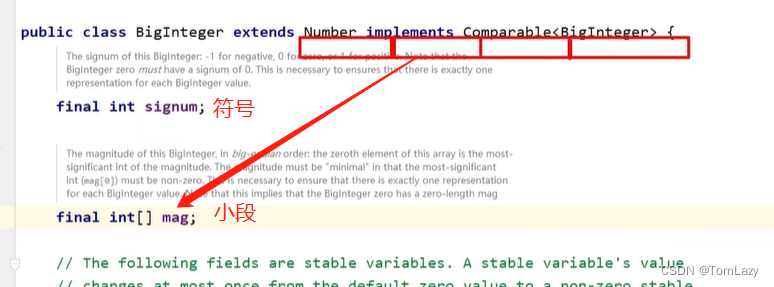 public class BigInteger extends Number implements Comparable<BigInteger> {
The signum of this BigInteger: -1 for negative, 0 for zero, or 1 for positive. Note that the
BigInteger zero must have a signum of 0. This is necessary to ensures that there is exactly one
representation for each BigInteger value.
final int signum; 符号
The magnitude of this BigInteger, in big-endian order: the zeroth element of this array is the most-
significant int of the magnitude. The magnitude must be "minimal" in that the most-significant
int (mag[0]) must be non-zero. This is necessary to ensure that there is exactly one representation
for each BigInteger value. Note that this implies that the BigInteger zero has a zero-length mag
final int[] mag; 小段
// The following fields are stable variables. A stable variable's value
// changes at most once from the default zero value to a non-zero stable
CSDN @TomLazy